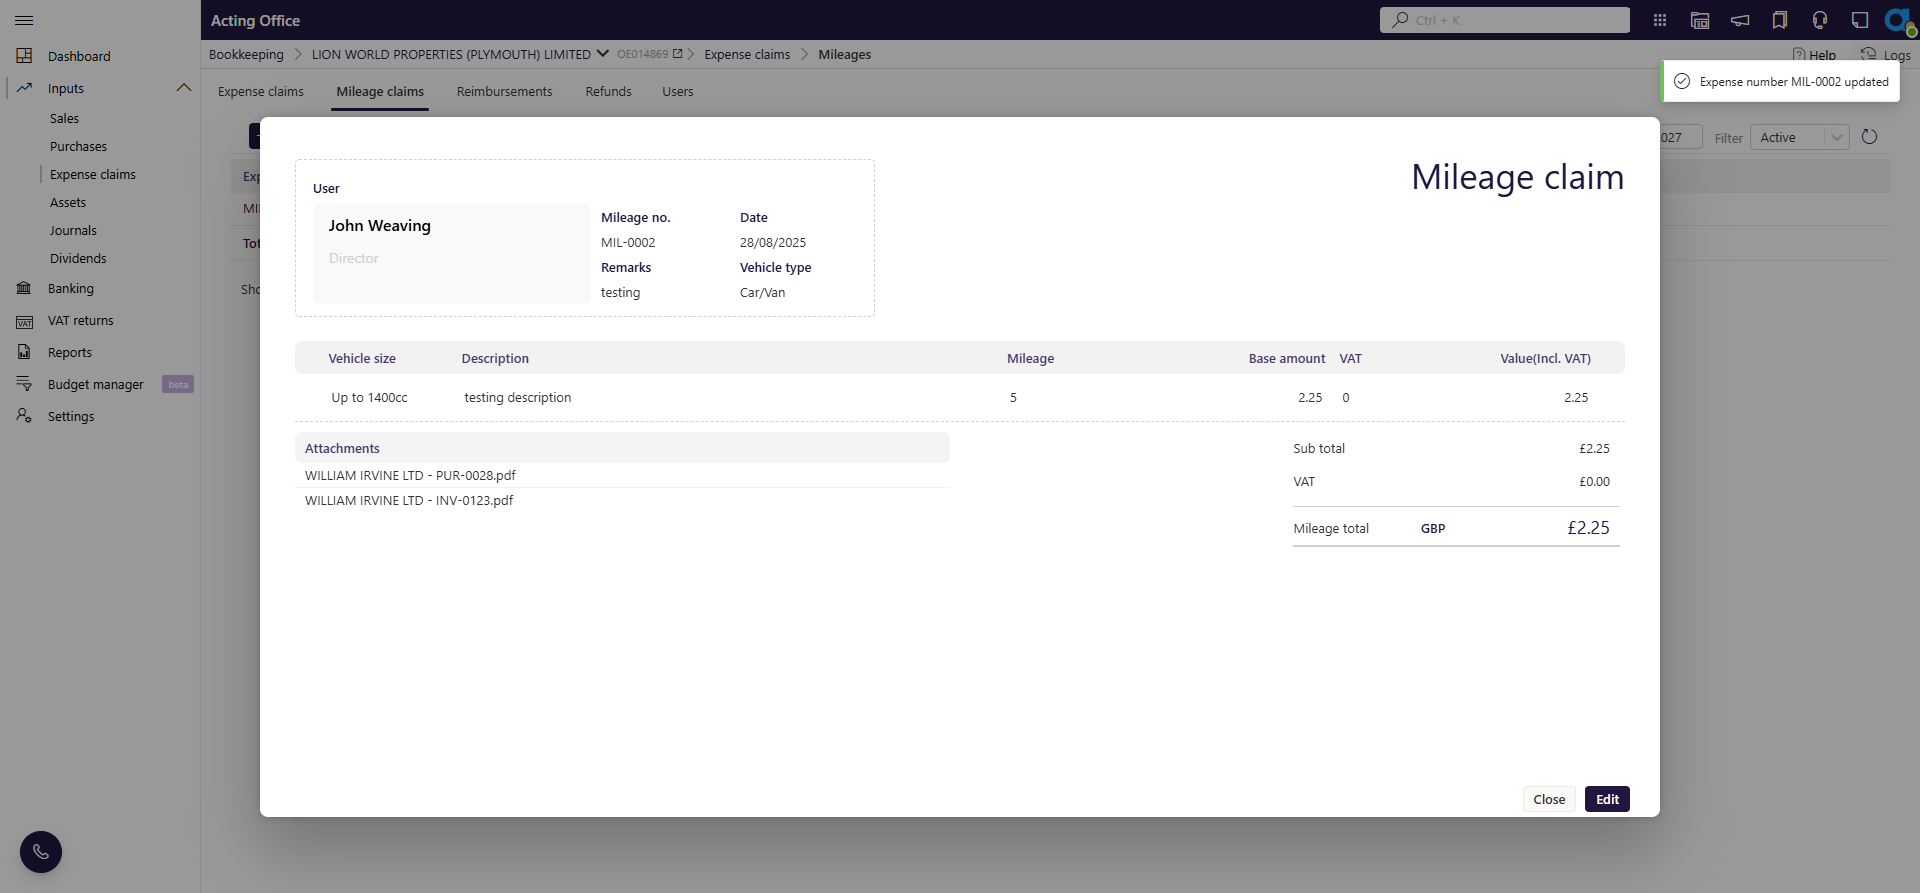 Acting Office
Ctrl + K
Dashboard
Inputs
Sales
Purchases
Expense claims
Assets
Journals
Dividends
Banking
VAT returns
Reports
Budget manager beta
Settings
Bookkeeping > LION WORLD PROPERTIES (PLYMOUTH) LIMITED OE014869 > Expense claims > Mileages
Help Logs
Expense number MIL-0002 updated
Expense claims Mileage claims Reimbursements Refunds Users
027 Filter Active
Mileage claim
User
John Weaving
Director
Mileage no. Date
MIL-0002 28/08/2025
Remarks Vehicle type
testing Car/Van
Vehicle size Description Mileage Base amount VAT Value(Incl. VAT)
Up to 1400cc testing description 5 2.25 0 2.25
Attachments
WILLIAM IRVINE LTD - PUR-0028.pdf
WILLIAM IRVINE LTD - INV-0123.pdf
Sub total £2.25
VAT £0.00
Mileage total GBP £2.25
Close Edit